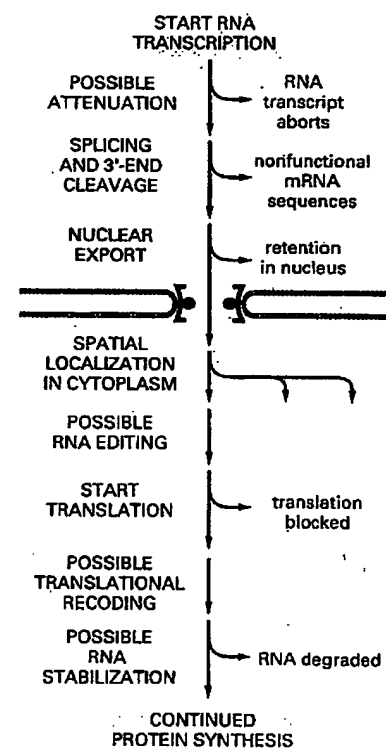 START RNA
TRANSCRIPTION
POSSIBLE
ATTENUATION
RNA
transcript
aborts
SPLICING
AND 3'-END
CLEAVAGE
nonfunctional
mRNA
sequences
NUCLEAR
EXPORT
retention
in nucleus
SPATIAL
LOCALIZATION
IN CYTOPLASM
POSSIBLE
RNA EDITING
START
TRANSLATION
translation
blocked
POSSIBLE
TRANSLATIONAL
RECODING
POSSIBLE
RNA
STABILIZATION
RNA degraded
CONTINUED
PROTEIN SYNTHESIS